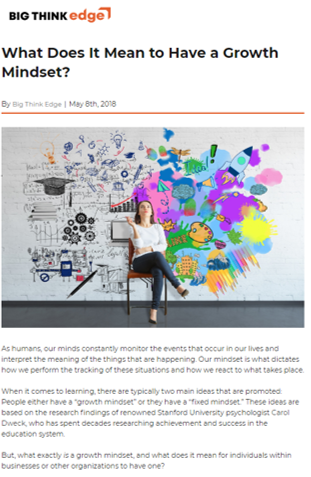 BIG THINK edge
What Does It Mean to Have a Growth
Mindset?
By Big Think Edge | May 8th, 2018
As humans, our minds constantly monitor the events that occur in our lives and
interpret the meaning of the things that are happening. Our mindset is what dictates
how we perform the tracking of these situations and how we react to what takes place.
When it comes to learning, there are typically two main ideas that are promoted:
People either have a “growth mindset” or they have a “fixed mindset.” These ideas are
based on the research findings of renowned Stanford University psychologist Carol
Dweck, who has spent decades researching achievement and success in the
education system.
But, what exactly is a growth mindset, and what does it mean for individuals within
businesses or other organizations to have one?